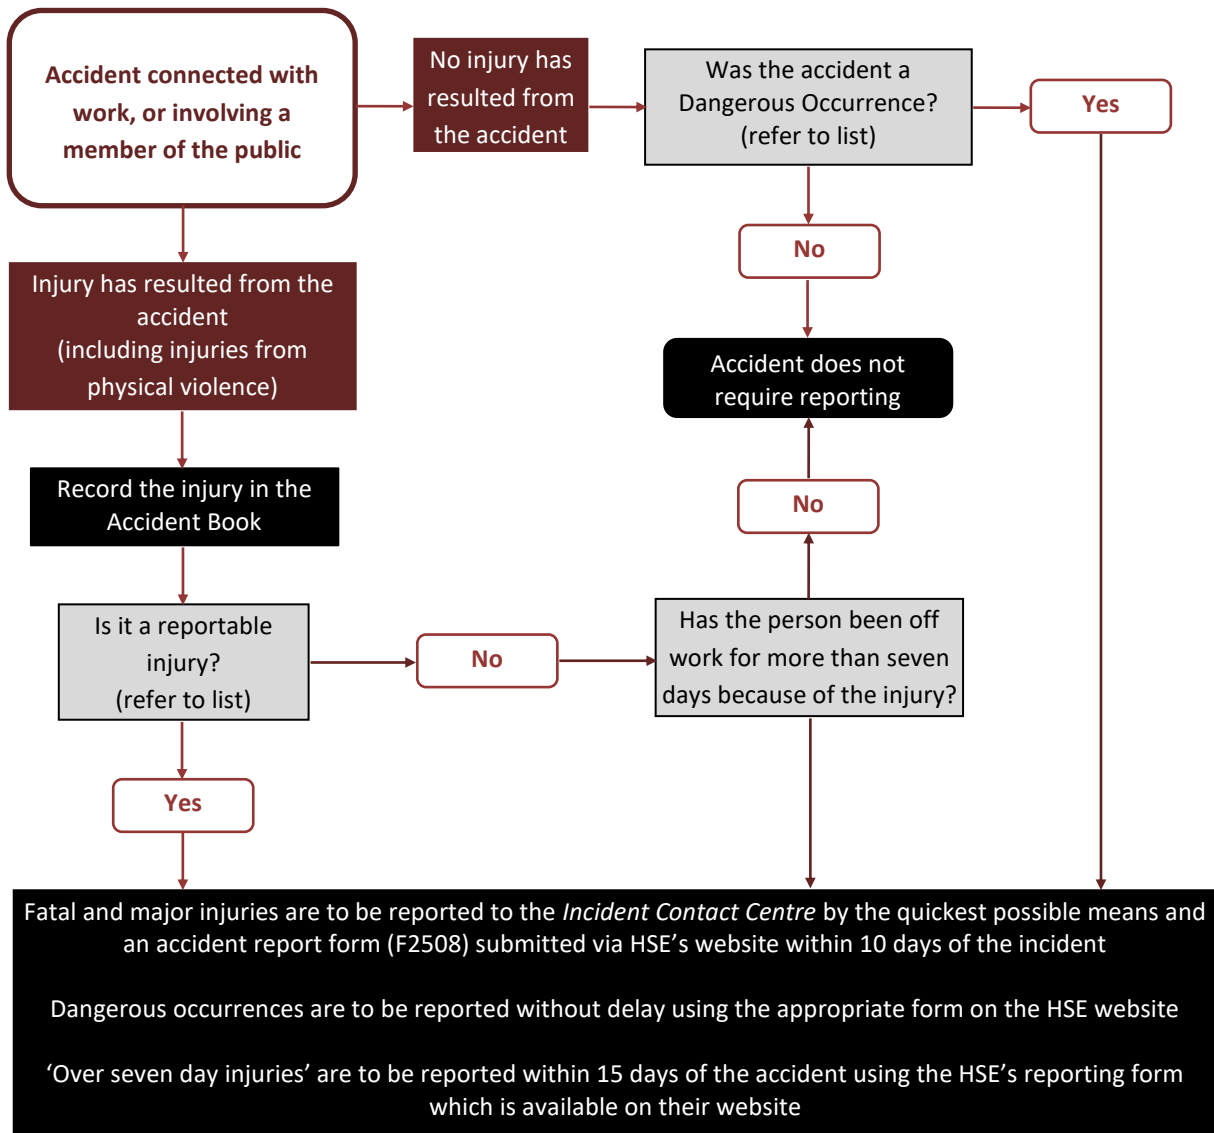 Accident connected with
work, or involving a
member of the public
No injury has
resulted from
the accident
Was the accident a
Dangerous Occurrence?
(refer to list)
Yes
No
Injury has resulted from the
accident
(including injuries from
physical violence)
Accident does not
require reporting
Record the injury in the
Accident Book
No
Is it a reportable
injury?
(refer to list)
No
Has the person been off
work for more than seven
days because of the injury?
Yes
Fatal and major injuries are to be reported to the Incident Contact Centre by the quickest possible means and
an accident report form (F2508) submitted via HSE’s website within 10 days of the incident
Dangerous occurrences are to be reported without delay using the appropriate form on the HSE website
‘Over seven day injuries’ are to be reported within 15 days of the accident using the HSE’s reporting form
which is available on their website